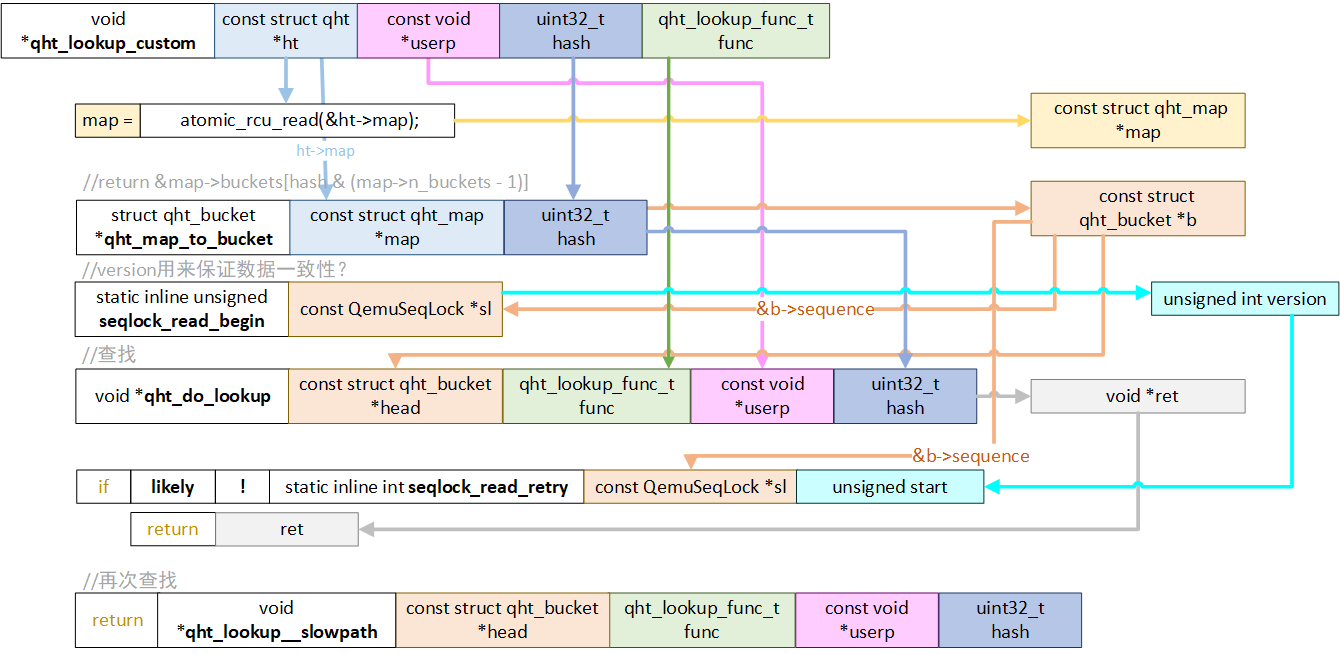 void
*qht_lookup_custom
const struct qht
*ht
const void
*userp
uint32_t
hash
qht_lookup_func_t
func
map =
atomic_rcu_read(&ht->map);
const struct qht_map
*map
ht->map
//return &map->buckets[hash & (map->n_buckets - 1)]
struct qht_bucket
*qht_map_to_bucket
const struct qht_map
*map
uint32_t
hash
const struct
qht_bucket *b
//version用来保证数据一致性？
static inline unsigned
seqlock_read_begin
const QemuSeqLock *sl
&b->sequence
unsigned int version
//查找
void *qht_do_lookup
const struct qht_bucket
*head
qht_lookup_func_t
func
const void
*userp
uint32_t
hash
void *ret
&b->sequence
if
likely
!
static inline int seqlock_read_retry
const QemuSeqLock *sl
unsigned start
return
ret
//再次查找
return
void
*qht_lookup__slowpath
const struct qht_bucket
*head
qht_lookup_func_t
func
const void
*userp
uint32_t
hash